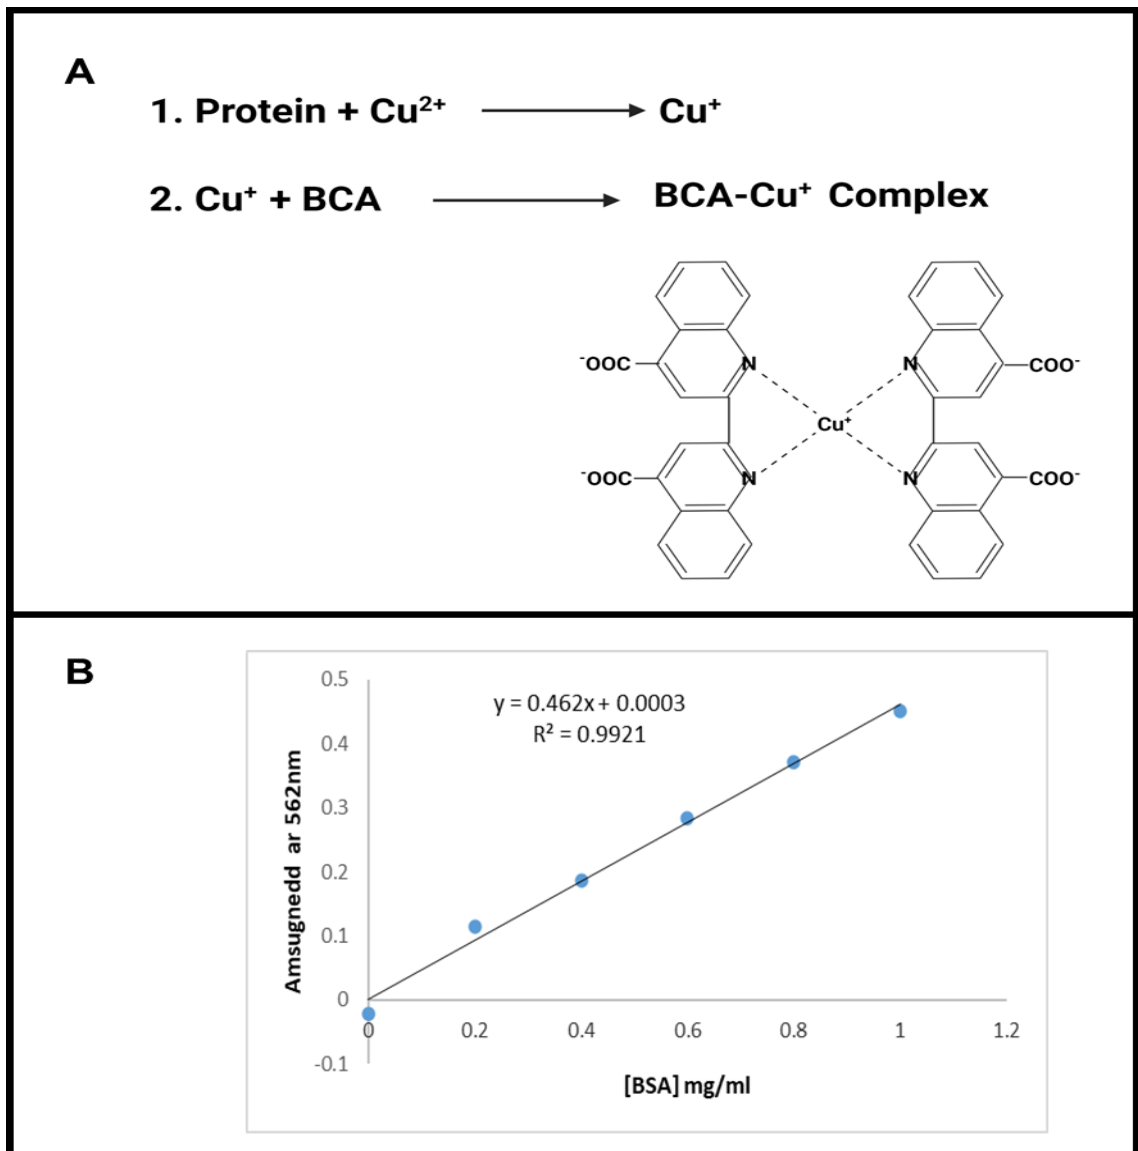 A
1. Protein + Cu²⁺ Cu⁺
2. Cu⁺ + BCA BCA-Cu⁺ Complex
⁻OOC N N COO⁻
Cu⁺
⁻OOC N N COO⁻
B
y = 0.462x + 0.0003
R² = 0.9921
Amsugnedd ar 562nm
0.5
0.4
0.3
0.2
0.1
0
-0.1
0 0.2 0.4 0.6 0.8 1 1.2
[BSA] mg/ml